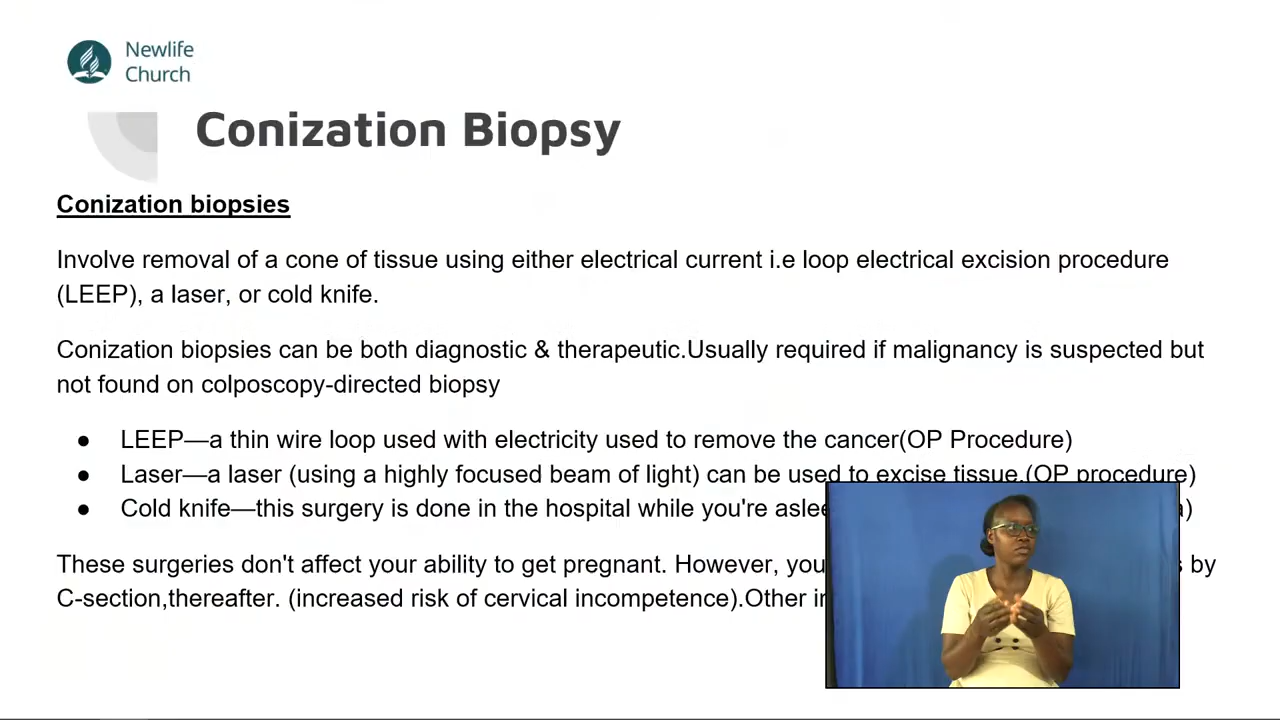 Newlife
Church
Conization Biopsy
Conization biopsies
Involve removal of a cone of tissue using either electrical current i.e loop electrical excision procedure
(LEEP), a laser, or cold knife.
Conization biopsies can be both diagnostic & therapeutic.Usually required if malignancy is suspected but
not found on colposcopy-directed biopsy
● LEEP—a thin wire loop used with electricity used to remove the cancer(OP Procedure)
● Laser—a laser (using a highly focused beam of light) can be used to excise tissue.(OP procedure)
● Cold knife—this surgery is done in the hospital while you're
These surgeries don't affect your ability to get pregnant. However, you by
C-section,thereafter. (increased risk of cervical incompetence).Other